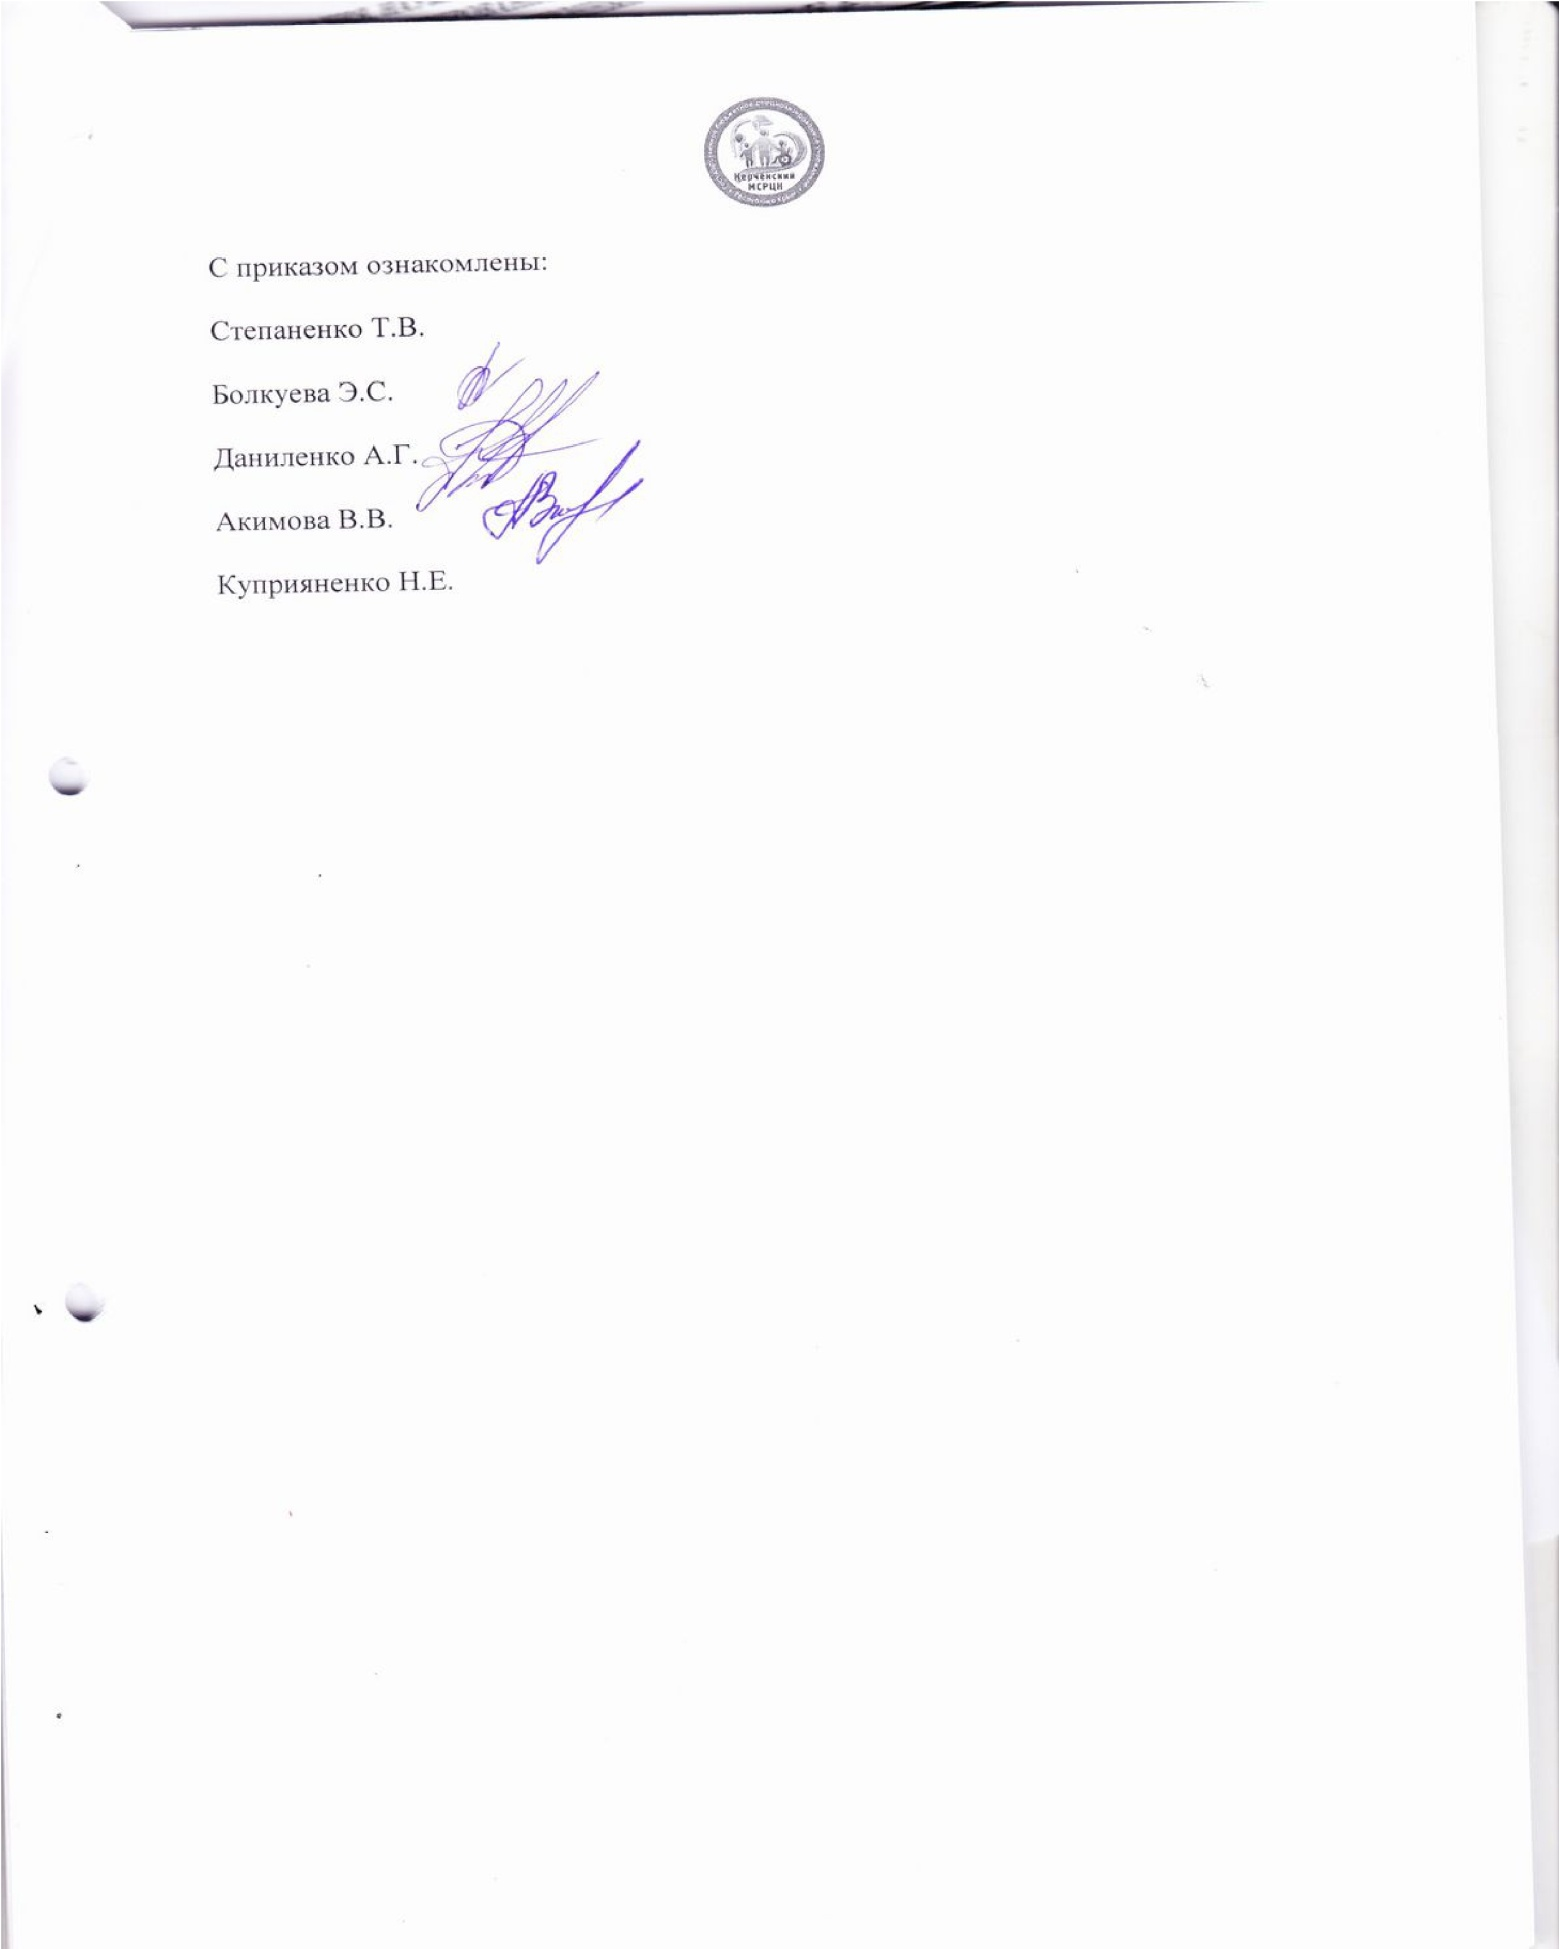 Керченский
МСРЦН
С приказом ознакомлены:
Степаненко Т.В.
Болкуева Э.С.
Даниленко А.Г.
Акимова В.В.
Куприяненко Н.Е.